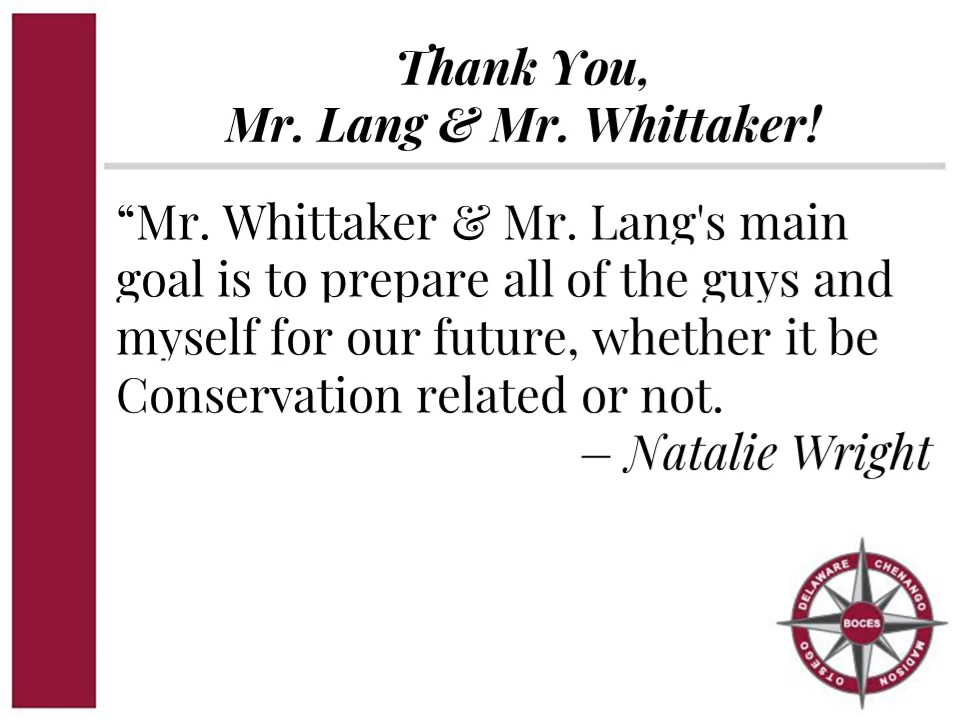 Thank You,
Mr. Lang & Mr. Whittaker!
“Mr. Whittaker & Mr. Lang's main
goal is to prepare all of the guys and
myself for our future, whether it be
Conservation related or not.
– Natalie Wright
DELAWARE
CHENANGO
BOCES
OTSEGO
MADISON